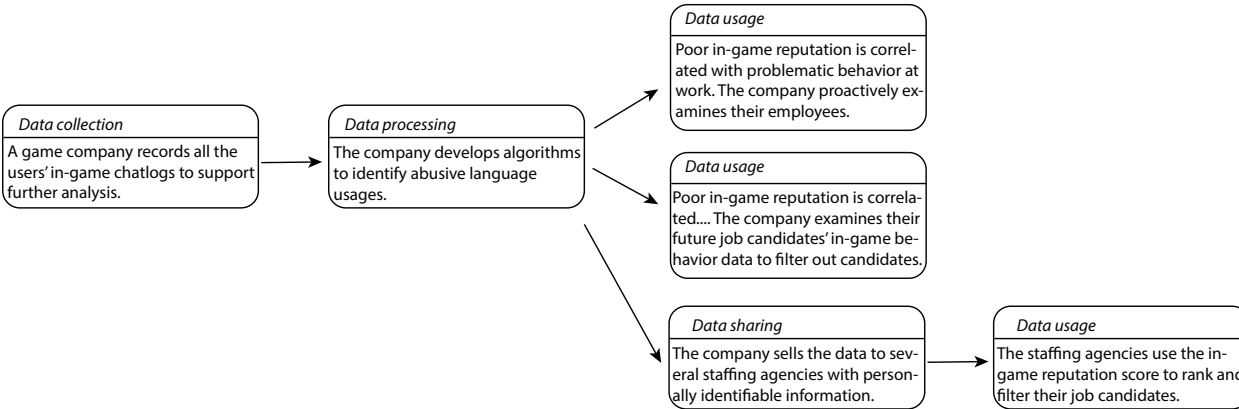 Data collection
A game company records all the
users' in-game chatlogs to support
further analysis.
Data processing
The company develops algorithms
to identify abusive language
usages.
Data usage
Poor in-game reputation is correl-
ated with problematic behavior at
work. The company proactively ex-
amines their employees.
Data usage
Poor in-game reputation is correla-
ted.... The company examines their
future job candidates' in-game be-
havior data to filter out candidates.
Data sharing
The company sells the data to sev-
eral staffing agencies with person-
ally identifiable information.
Data usage
The staffing agencies use the in-
game reputation score to rank and
filter their job candidates.